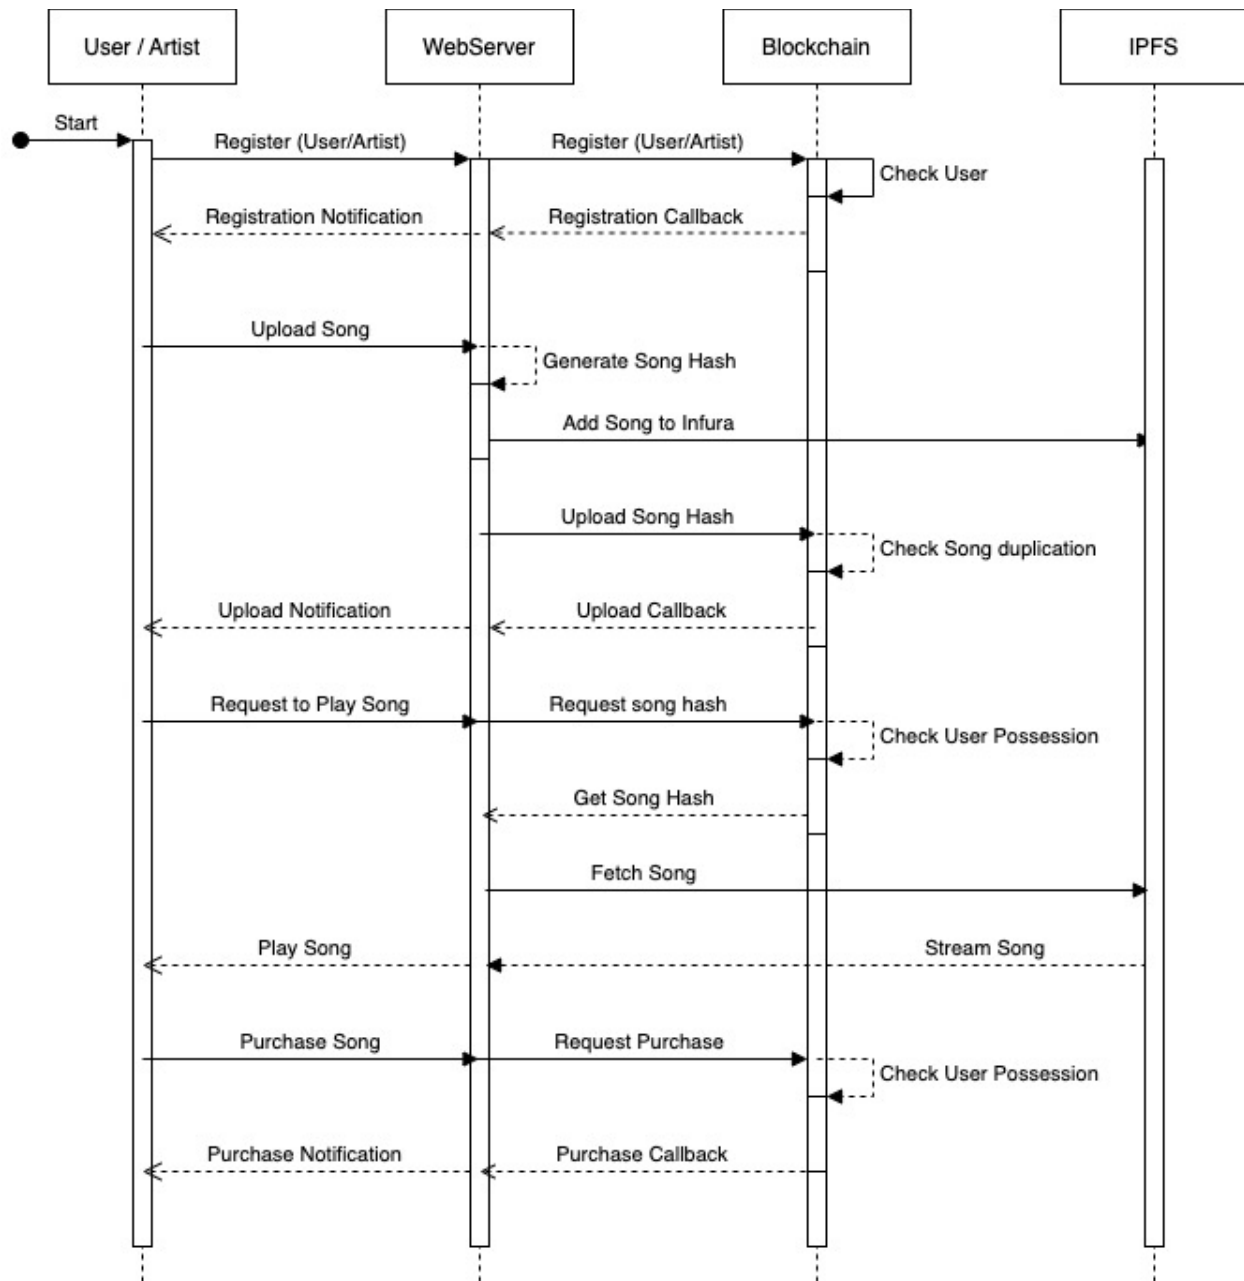 User / Artist
WebServer
Blockchain
IPFS
Start
Register (User/Artist)
Register (User/Artist)
Check User
Registration Notification
Registration Callback
Upload Song
Generate Song Hash
Add Song to Infura
Upload Song Hash
Check Song duplication
Upload Notification
Upload Callback
Request to Play Song
Request song hash
Check User Possession
Get Song Hash
Fetch Song
Play Song
Stream Song
Purchase Song
Request Purchase
Check User Possession
Purchase Notification
Purchase Callback